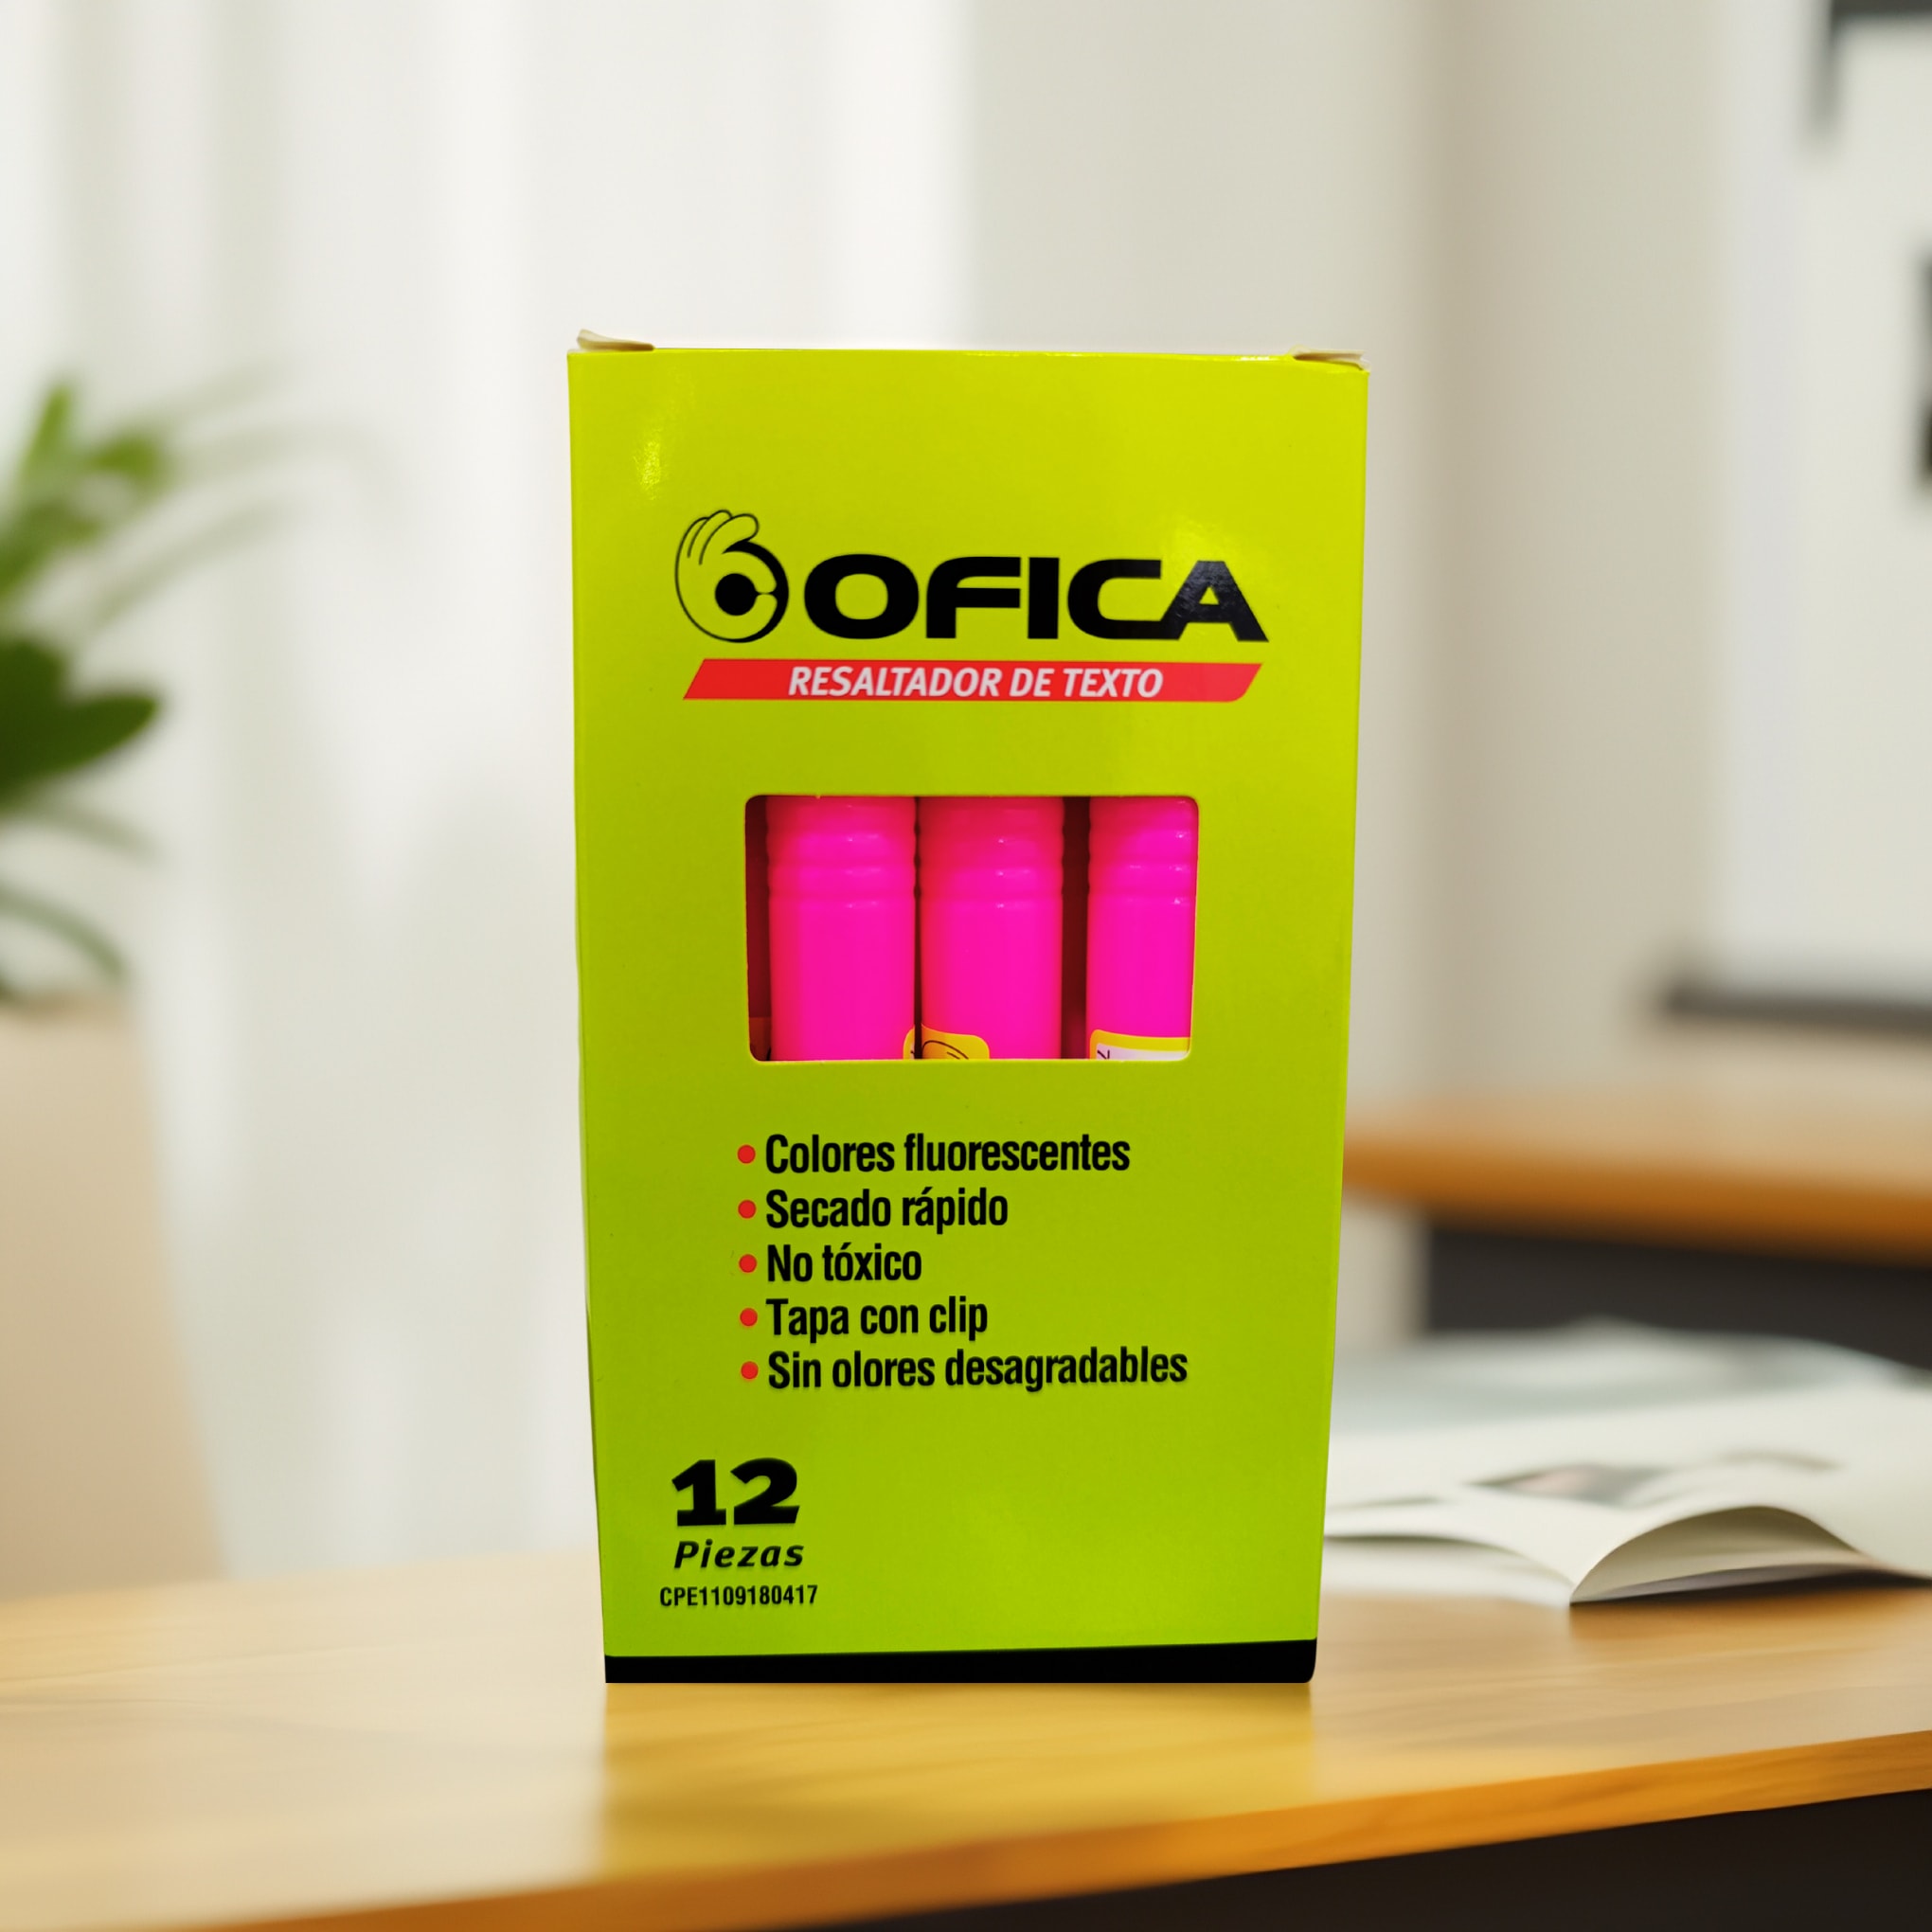 OFICA
RESALTADOR DE TEXTO
• Colores fluorescentes
• Secado rápido
• No tóxico
• Tapa con clip
• Sin olores desagradables
12
Piezas
CPE1109180417